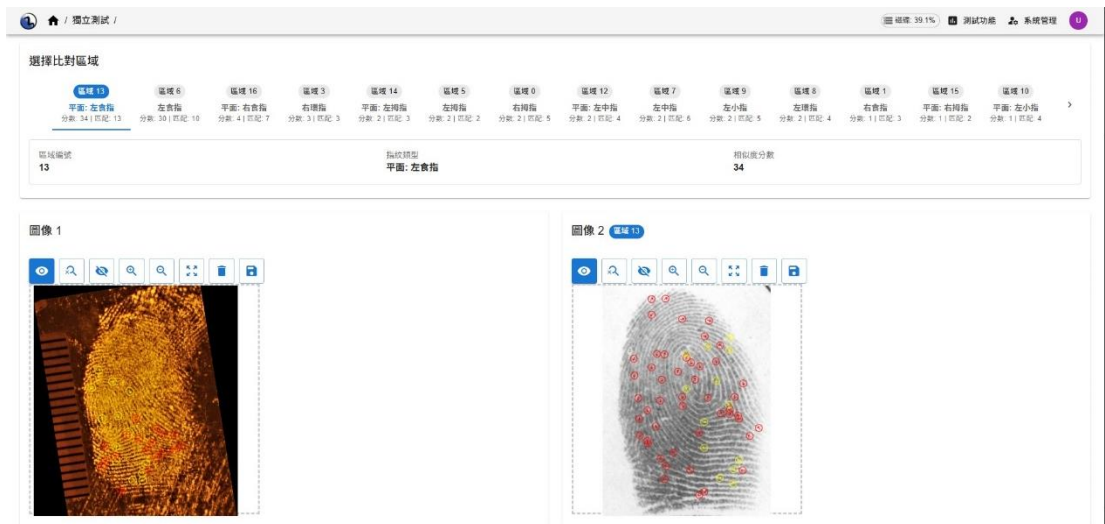 / 獨立測試 /
磁碟: 39.1% 測試功能 系統管理 U
選擇比對區域
區域 13 區域 6 區域 16 區域 3 區域 14 區域 5 區域 0 區域 12 區域 7 區域 9 區域 8 區域 1 區域 15 區域 10
平面: 左食指 左食指 平面: 右食指 右環指 平面: 左拇指 左拇指 右拇指 平面: 左中指 左中指 左小指 左環指 右食指 平面: 右拇指 平面: 左小指
分數: 34 | 匹配: 13 分數: 30 | 匹配: 10 分數: 4 | 匹配: 7 分數: 3 | 匹配: 3 分數: 2 | 匹配: 3 分數: 2 | 匹配: 2 分數: 2 | 匹配: 5 分數: 2 | 匹配: 4 分數: 2 | 匹配: 6 分數: 2 | 匹配: 5 分數: 2 | 匹配: 4 分數: 1 | 匹配: 3 分數: 1 | 匹配: 2 分數: 1 | 匹配: 4
區域編號 指紋類型 相似度分數
13 平面: 左食指 34
圖像 1 圖像 2 區域 13